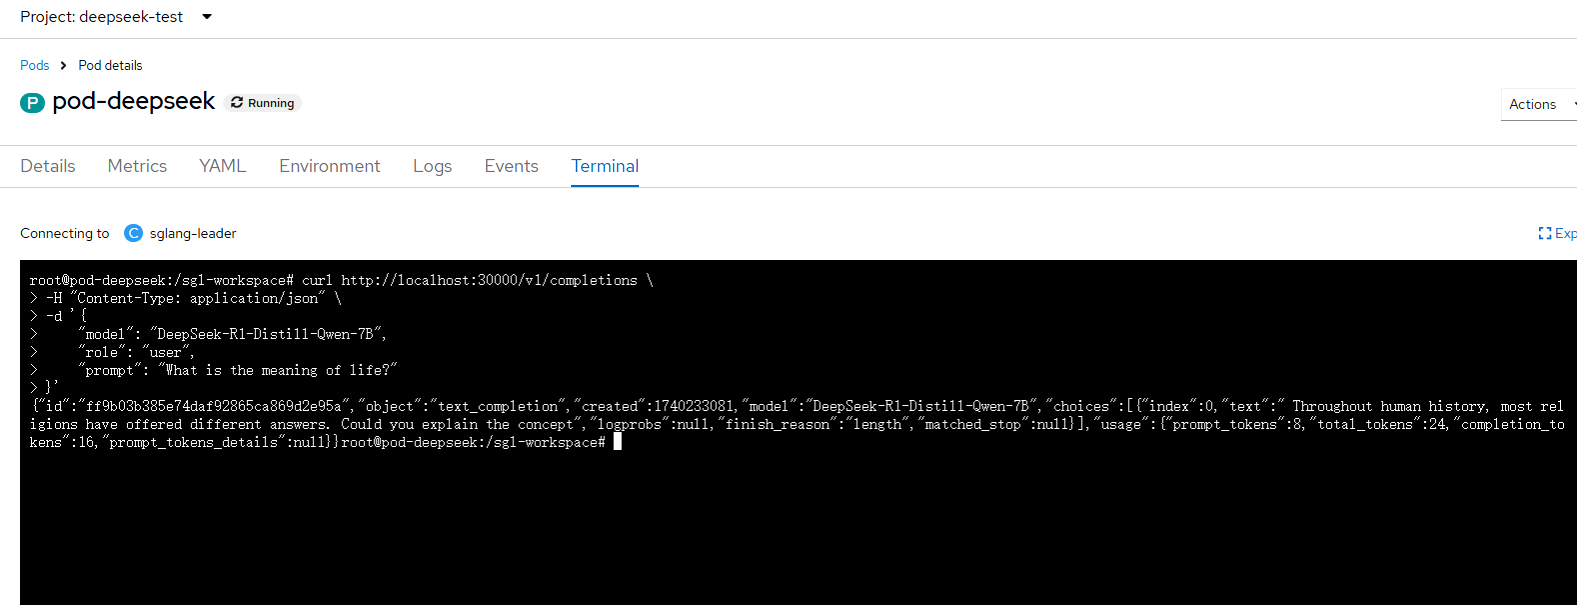 Project: deepseek-test
Pods > Pod details
P pod-deepseek Running
Actions
Details Metrics YAML Environment Logs Events Terminal
Connecting to C sglang-leader
Exp
root@pod-deepseek:/sgl-workspace# curl http://localhost:30000/v1/completions \
> -H "Content-Type: application/json" \
> -d '{
>     "model": "DeepSeek-R1-Distill-Qwen-7B",
>     "role": "user",
>     "prompt": "What is the meaning of life?"
> }'
{"id":"ff9b03b385e74daf92865ca869d2e95a","object":"text_completion","created":1740233081,"model":"DeepSeek-R1-Distill-Qwen-7B","choices":[{"index":0,"text":" Throughout human history, most rel
igions have offered different answers. Could you explain the concept","logprobs":null,"finish_reason":"length","matched_stop":null}],"usage":{"prompt_tokens":8,"total_tokens":24,"completion_to
kens":16,"prompt_tokens_details":null}}root@pod-deepseek:/sgl-workspace#